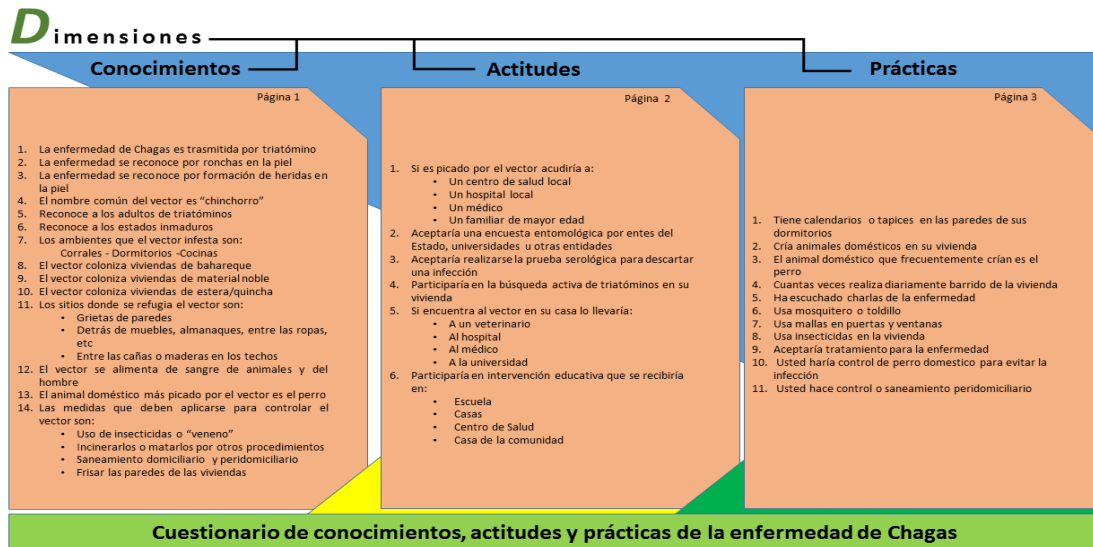 Dimensiones
Conocimientos
Actitudes
Prácticas
Página 1
1. La enfermedad de Chagas es trasmitida por triatómino
2. La enfermedad se reconoce por ronchas en la piel
3. La enfermedad se reconoce por formación de heridas en
la piel
4. El nombre común del vector es “chinchorro”
5. Reconoce a los adultos de triatóminos
6. Reconoce a los estados inmaduros
7. Los ambientes que el vector infesta son:
Corrales - Dormitorios -Cocinas
8. El vector coloniza viviendas de bahareque
9. El vector coloniza viviendas de material noble
10. El vector coloniza viviendas de estera/quincha
11. Los sitios donde se refugia el vector son:
• Grietas de paredes
• Detrás de muebles, almanaques, entre las ropas,
etc
• Entre las cañas o maderas en los techos
12. El vector se alimenta de sangre de animales y del
hombre
13. El animal doméstico más picado por el vector es el perro
14. Las medidas que deben aplicarse para controlar el
vector son:
• Uso de insecticidas o “veneno”
• Incinerarlos o matarlos por otros procedimientos
• Saneamiento domiciliario y peridomiciliario
• Frisar las paredes de las viviendas
Página 2
1. Si es picado por el vector acudiría a:
• Un centro de salud local
• Un hospital local
• Un médico
• Un familiar de mayor edad
2. Aceptaría una encuesta entomológica por entes del
Estado, universidades u otras entidades
3. Aceptaría realizarse la prueba serológica para descartar
una infección
4. Participaría en la búsqueda activa de triatóminos en su
vivienda
5. Si encuentra al vector en su casa lo llevaría:
• A un veterinario
• Al hospital
• Al médico
• A la universidad
6. Participaría en intervención educativa que se recibiría
en:
• Escuela
• Casas
• Centro de Salud
• Casa de la comunidad
Página 3
1. Tiene calendarios o tapices en las paredes de sus
dormitorios
2. Cría animales domésticos en su vivienda
3. El animal doméstico que frecuentemente crían es el
perro
4. Cuantas veces realiza diariamente barrido de la vivienda
5. Ha escuchado charlas de la enfermedad
6. Usa mosquitero o toldillo
7. Usa mallas en puertas y ventanas
8. Usa insecticidas en la vivienda
9. Aceptaría tratamiento para la enfermedad
10. Usted haría control de perro domestico para evitar la
infección
11. Usted hace control o saneamiento peridomiciliario
Cuestionario de conocimientos, actitudes y prácticas de la enfermedad de Chagas